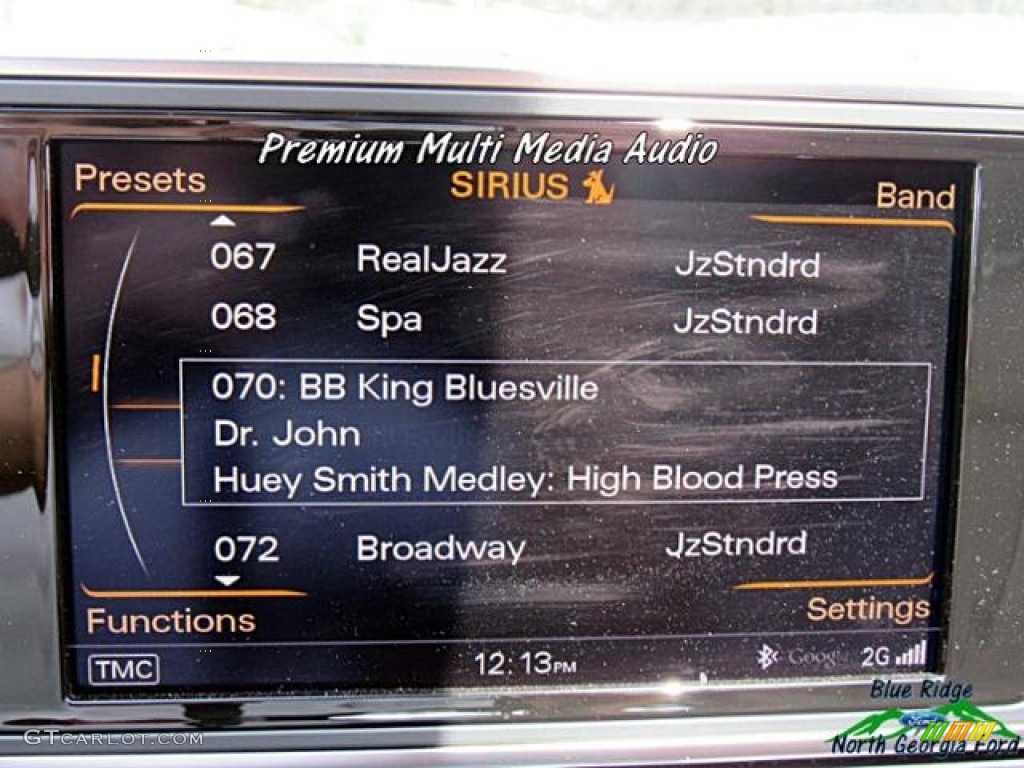 Premium Multi Media Audio
Presets
SIRIUS
Band
067 RealJazz JzStndrd
068 Spa JzStndrd
070: BB King Bluesville
Dr. John
Huey Smith Medley: High Blood Press
072 Broadway JzStndrd
Functions
Settings
TMC
12:13PM
Google
2G
Blue Ridge
Ford
North Georgia Ford
GTCARLOT.COM